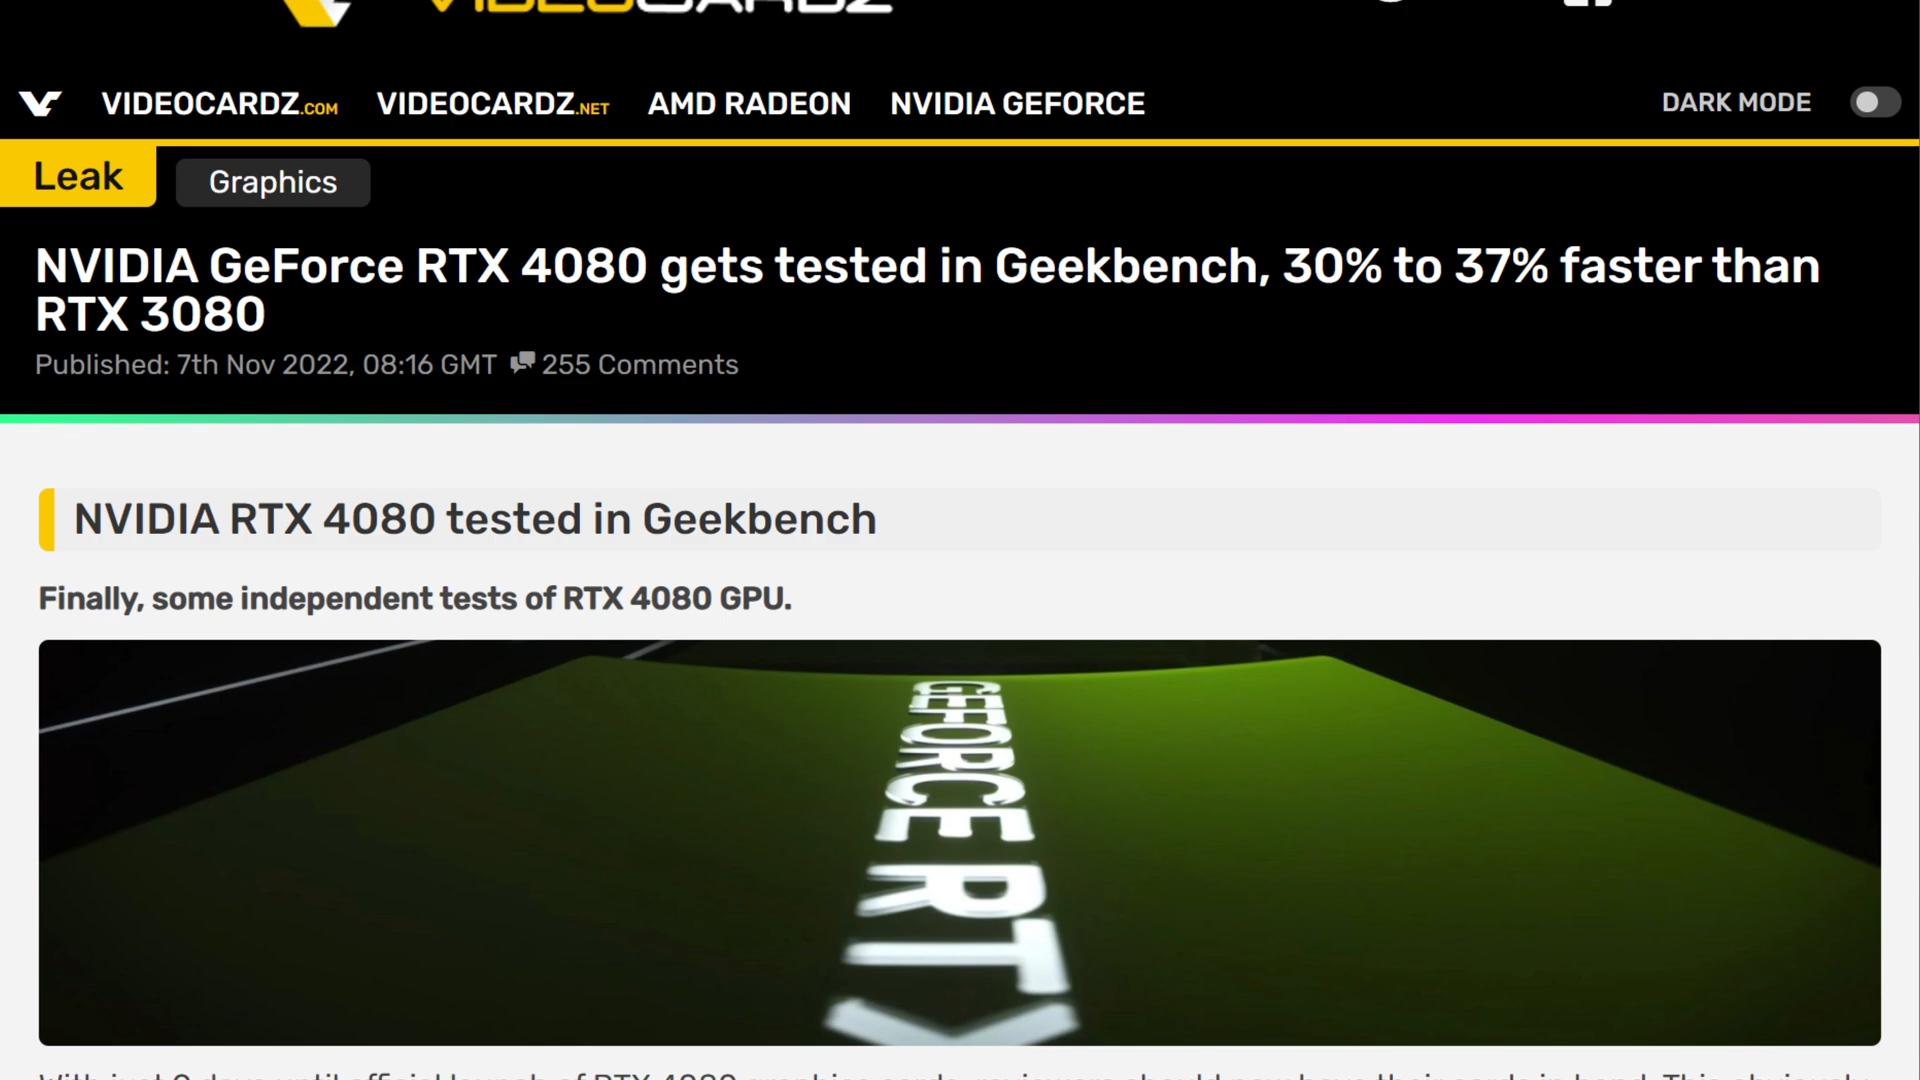 VIDEOCARDZ
VIDEOCARDZ.COM VIDEOCARDZ.NET AMD RADEON NVIDIA GEFORCE DARK MODE
Leak Graphics
NVIDIA GeForce RTX 4080 gets tested in Geekbench, 30% to 37% faster than
RTX 3080
Published: 7th Nov 2022, 08:16 GMT 255 Comments
NVIDIA RTX 4080 tested in Geekbench
Finally, some independent tests of RTX 4080 GPU.
GEFORCE RTX